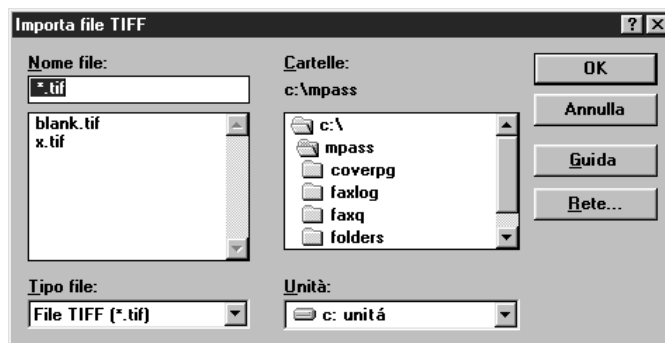 Importa file TIFF
Nome file:
*.tif
blank.tif
x.tif
Tipo file:
File TIFF (*.tif)
Cartelle:
c:\mpass
c:\
mpass
coverpg
faxlog
faxq
folders
Unità:
c: unitá
OK
Annulla
Guida
Rete...